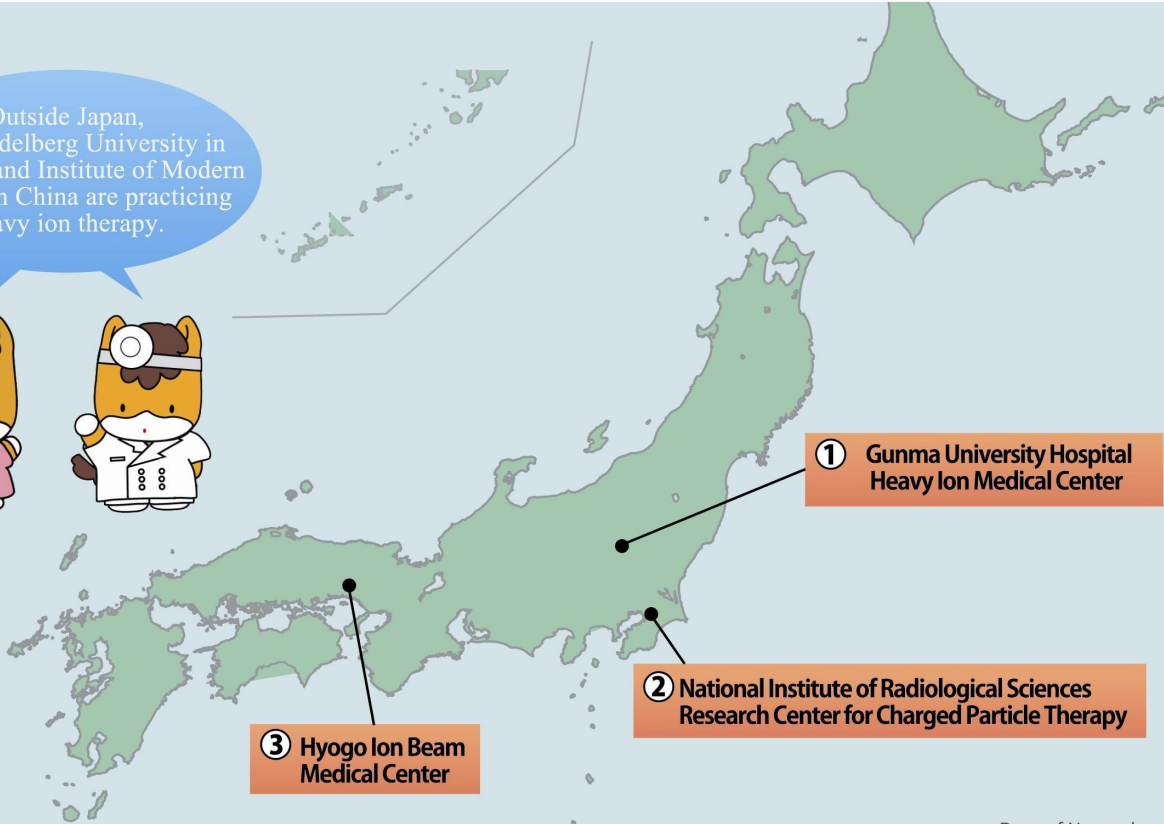 Outside Japan,
delberg University in
and Institute of Modern
n China are practicing
avy ion therapy.
① Gunma University Hospital
Heavy Ion Medical Center
② National Institute of Radiological Sciences
Research Center for Charged Particle Therapy
③ Hyogo Ion Beam
Medical Center